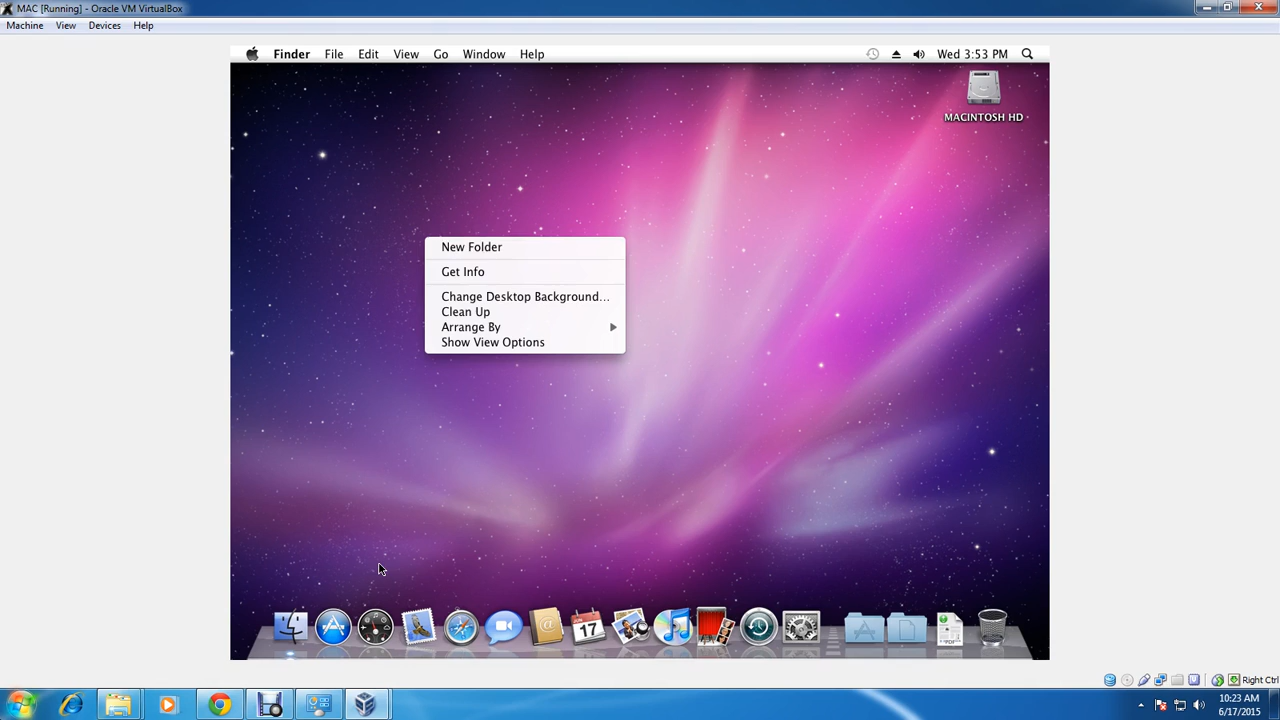 MAC [Running] - Oracle VM VirtualBox
Machine View Devices Help
Finder File Edit View Go Window Help Wed 3:53 PM
MACINTOSH HD
New Folder
Get Info
Change Desktop Background...
Clean Up
Arrange By
Show View Options
17
Right Ctrl
10:23 AM
6/17/2015